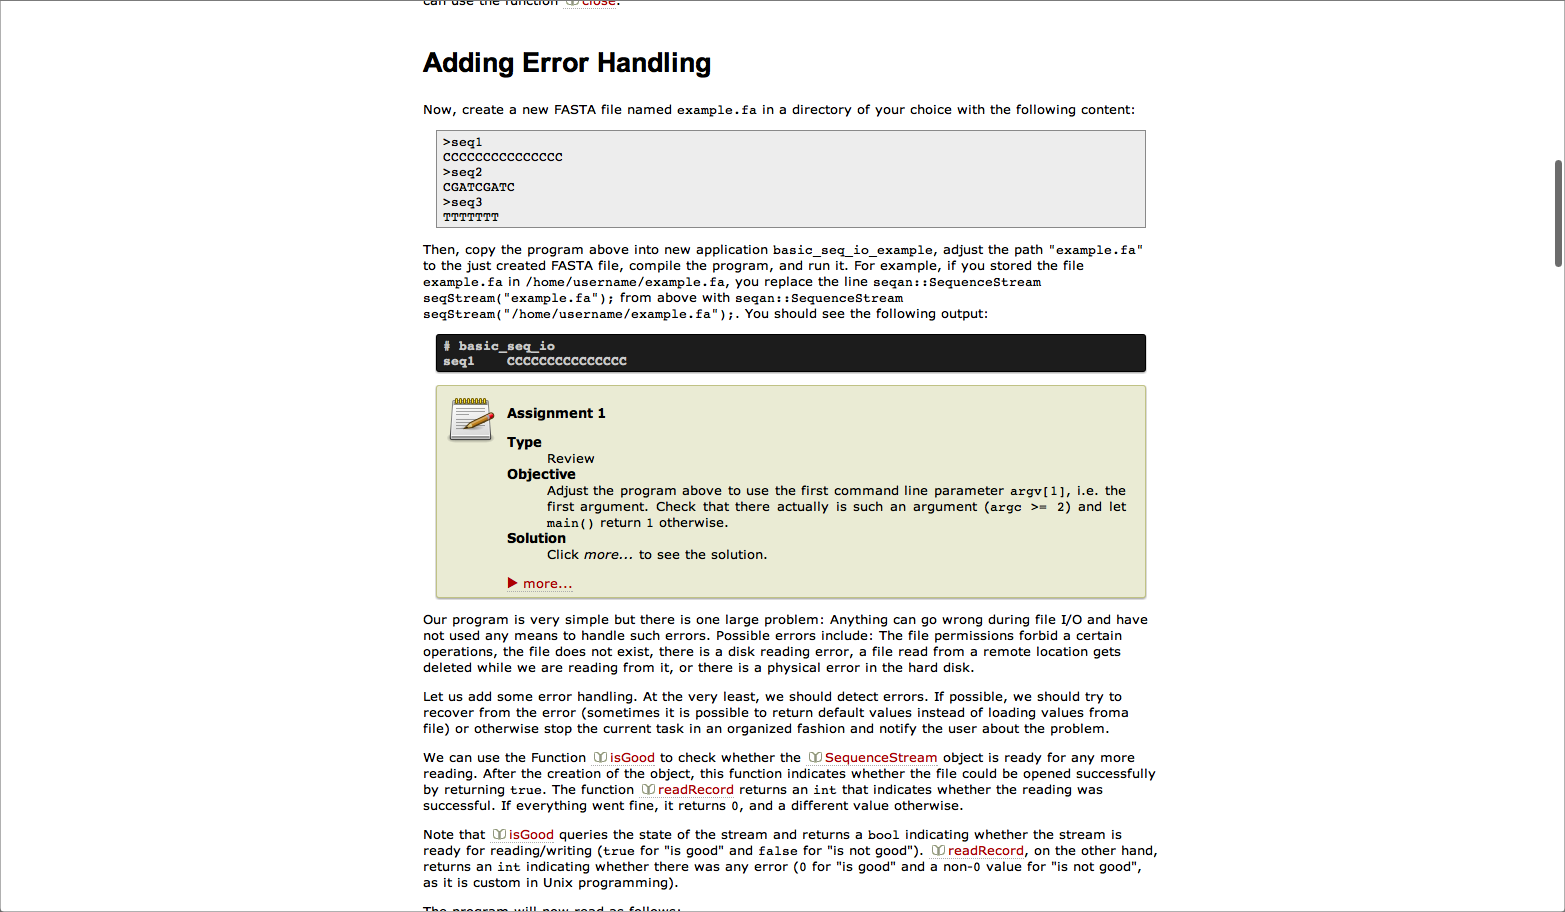 can use the function close.
Adding Error Handling
Now, create a new FASTA file named example.fa in a directory of your choice with the following content:
>seq1
CCCCCCCCCCCCCCC
>seq2
CGATCGATC
>seq3
TTTTTTT
Then, copy the program above into new application basic_seq_io_example, adjust the path "example.fa"
to the just created FASTA file, compile the program, and run it. For example, if you stored the file
example.fa in /home/username/example.fa, you replace the line seqan::SequenceStream
seqStream("example.fa"); from above with seqan::SequenceStream
seqStream("/home/username/example.fa");. You should see the following output:
# basic_seq_io
seq1    CCCCCCCCCCCCCCC
Assignment 1
Type
Review
Objective
Adjust the program above to use the first command line parameter argv[1], i.e. the
first argument. Check that there actually is such an argument (argc >= 2) and let
main() return 1 otherwise.
Solution
Click more... to see the solution.
more...
Our program is very simple but there is one large problem: Anything can go wrong during file I/O and have
not used any means to handle such errors. Possible errors include: The file permissions forbid a certain
operations, the file does not exist, there is a disk reading error, a file read from a remote location gets
deleted while we are reading from it, or there is a physical error in the hard disk.
Let us add some error handling. At the very least, we should detect errors. If possible, we should try to
recover from the error (sometimes it is possible to return default values instead of loading values froma
file) or otherwise stop the current task in an organized fashion and notify the user about the problem.
We can use the Function isGood to check whether the SequenceStream object is ready for any more
reading. After the creation of the object, this function indicates whether the file could be opened successfully
by returning true. The function readRecord returns an int that indicates whether the reading was
successful. If everything went fine, it returns 0, and a different value otherwise.
Note that isGood queries the state of the stream and returns a bool indicating whether the stream is
ready for reading/writing (true for "is good" and false for "is not good"). readRecord, on the other hand,
returns an int indicating whether there was any error (0 for "is good" and a non-0 value for "is not good",
as it is custom in Unix programming).
The program will now read as follows: